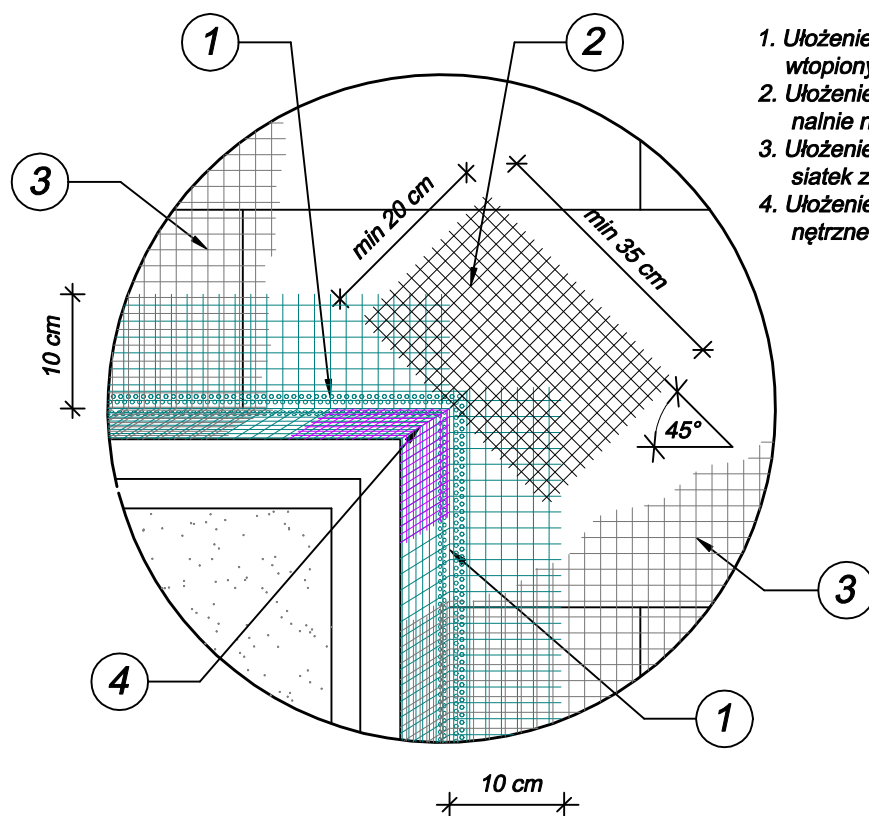 1
2
1. Ułożenie
wtopiony
2. Ułożenie
nalnie n
3. Ułożenie
siatek z
4. Ułożenie
nętrzne
3
min 20 cm
min 35 cm
10 cm
45°
3
4
1
10 cm